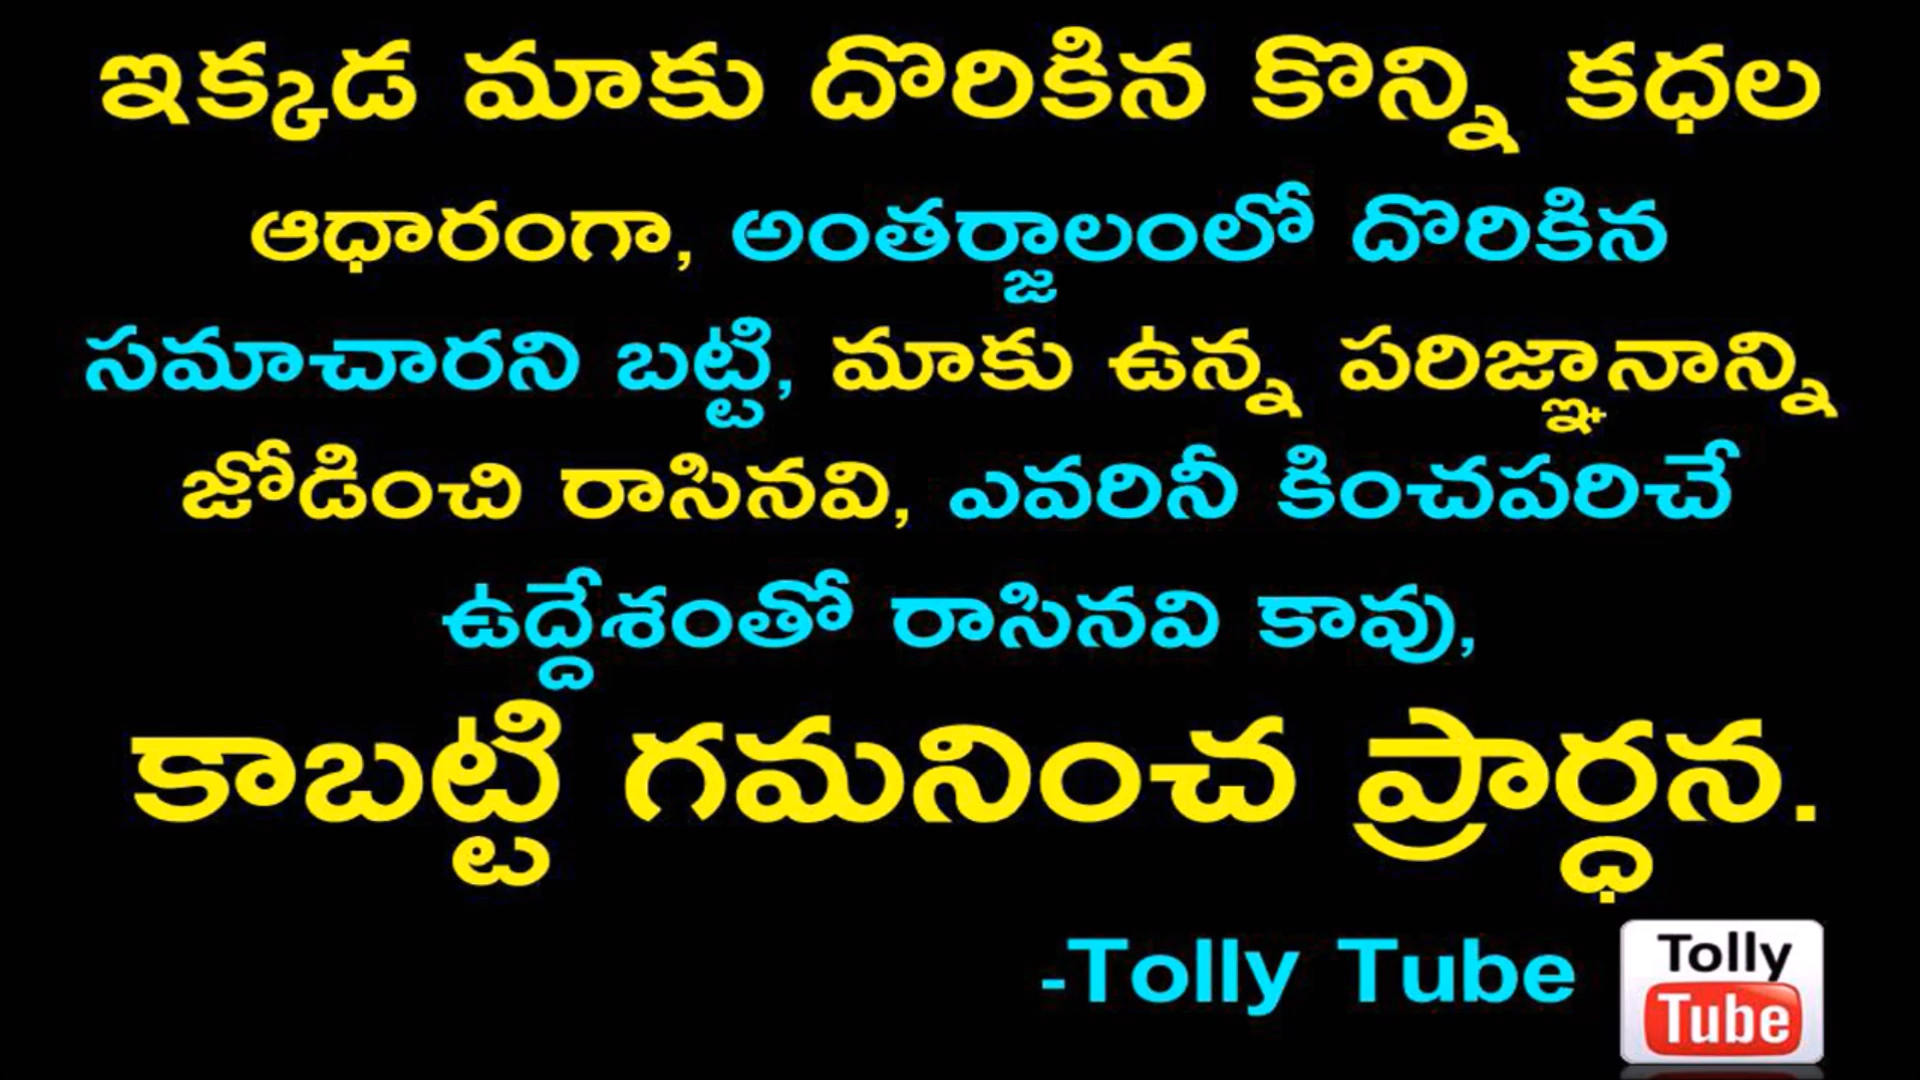 ఇక్కడ మాకు దొరికిన కొన్ని కధల
ఆధారంగా, అంతర్జాలంలో దొరికిన
సమాచారని బట్టి, మాకు ఉన్న పరిజ్ఞానాన్ని
జోడించి రాసినవి, ఎవరినీ కించపరిచే
ఉద్దేశంతో రాసినవి కావు,
కాబట్టి గమనించ ప్రార్ధన.
-Tolly Tube
Tolly
Tube